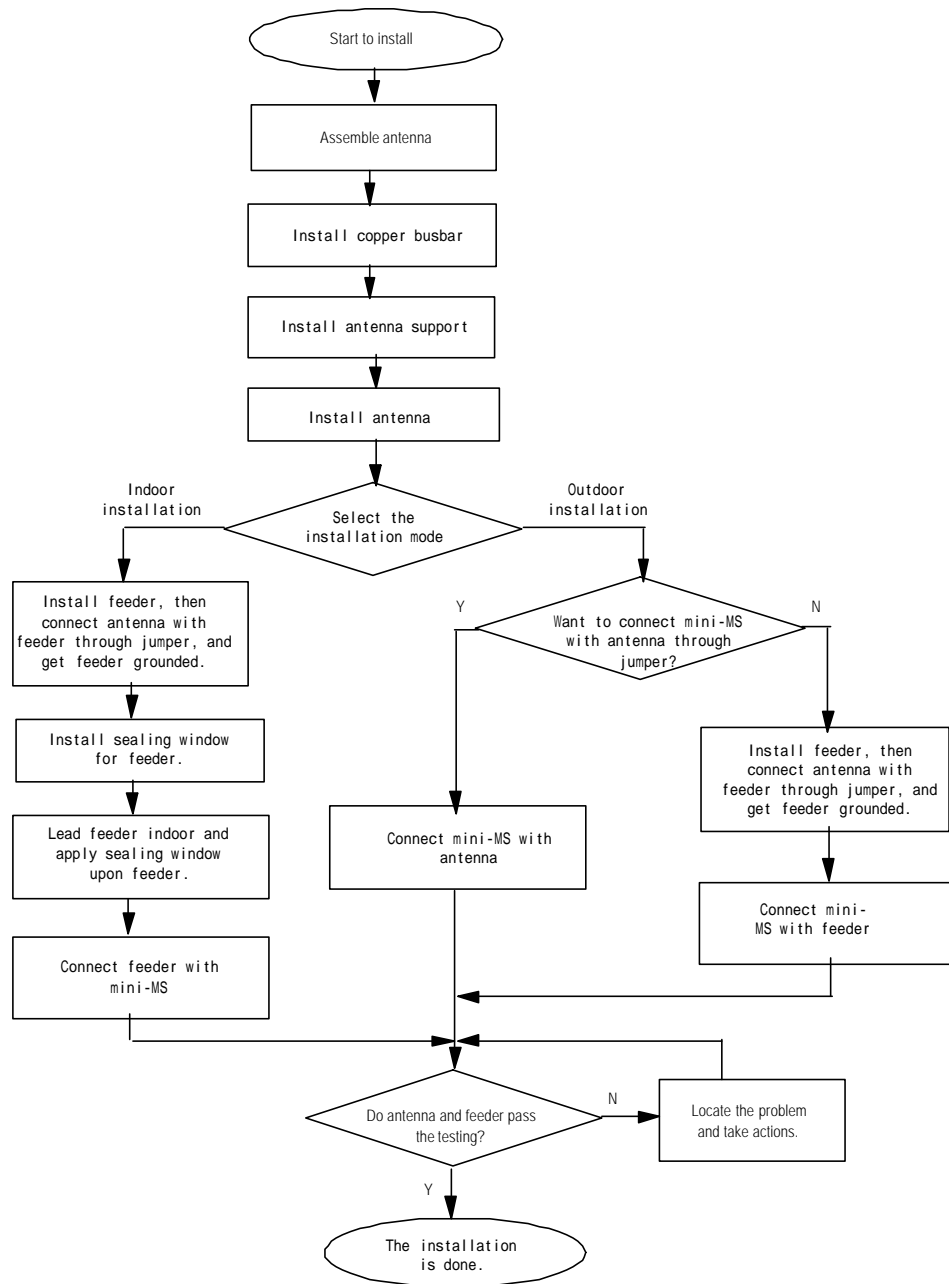 Start to install
Assemble antenna
Install copper busbar
Install antenna support
Install antenna
Indoor
installation
Outdoor
installation
Select the
installation mode
Install feeder, then
connect antenna with
feeder through jumper, and
get feeder grounded.
Y
Want to connect mini-MS
with antenna through
jumper?
N
Install sealing window
for feeder.
Install feeder, then
connect antenna with
feeder through jumper, and
get feeder grounded.
Lead feeder indoor and
apply sealing window
upon feeder.
Connect mini-MS with
antenna
Connect mini-
MS with feeder
Connect feeder with
mini-MS
Do antenna and feeder pass
the testing?
N
Locate the problem
and take actions.
Y
The installation
is done.